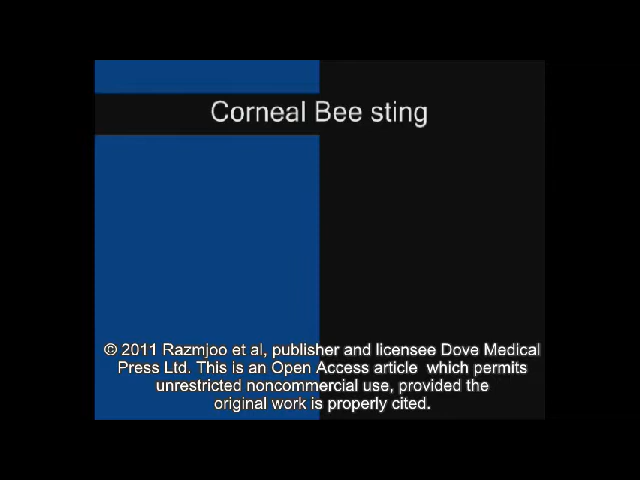 Corneal Bee sting
© 2011 Razmjoo et al, publisher and licensee Dove Medical
Press Ltd. This is an Open Access article which permits
unrestricted noncommercial use, provided the
original work is properly cited.